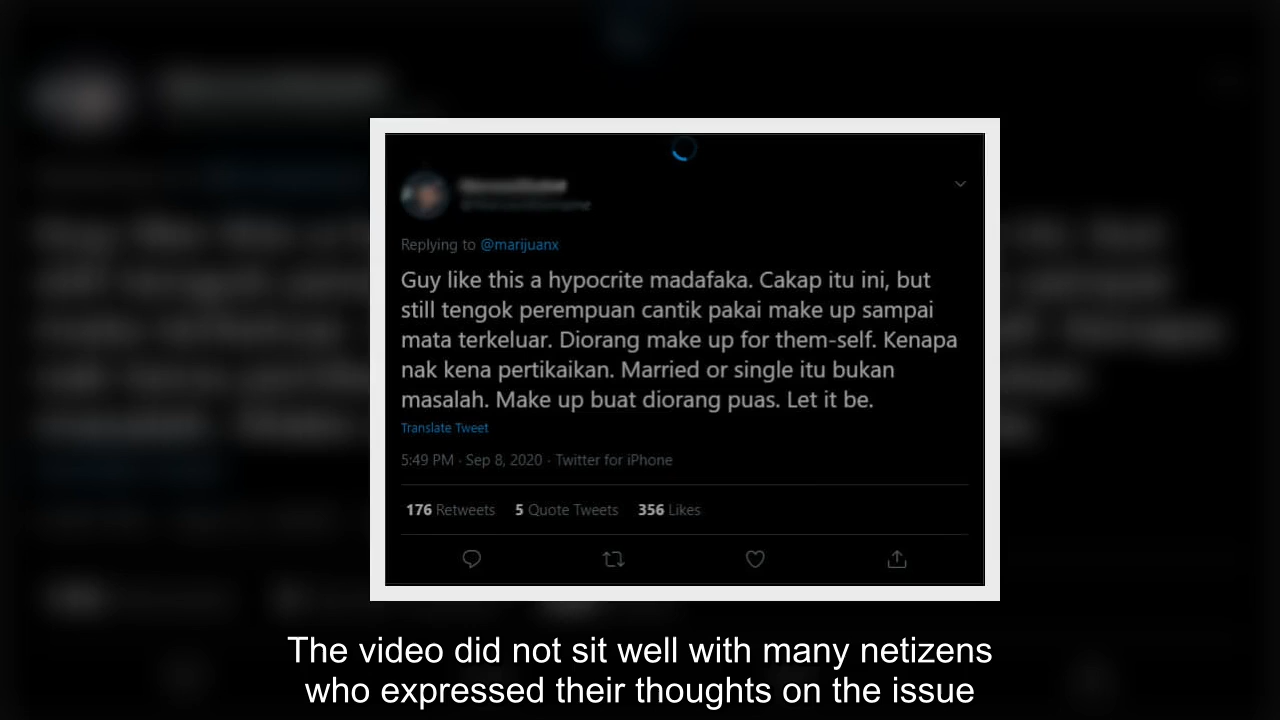 Replying to @marijuanx
Guy like this a hypocrite madafaka. Cakap itu ini, but
still tengok perempuan cantik pakai make up sampai
mata terkeluar. Diorang make up for them-self. Kenapa
nak kena pertikaikan. Married or single itu bukan
masalah. Make up buat diorang puas. Let it be.
Translate Tweet
5:49 PM · Sep 8, 2020 · Twitter for iPhone
176 Retweets 5 Quote Tweets 356 Likes
The video did not sit well with many netizens
who expressed their thoughts on the issue